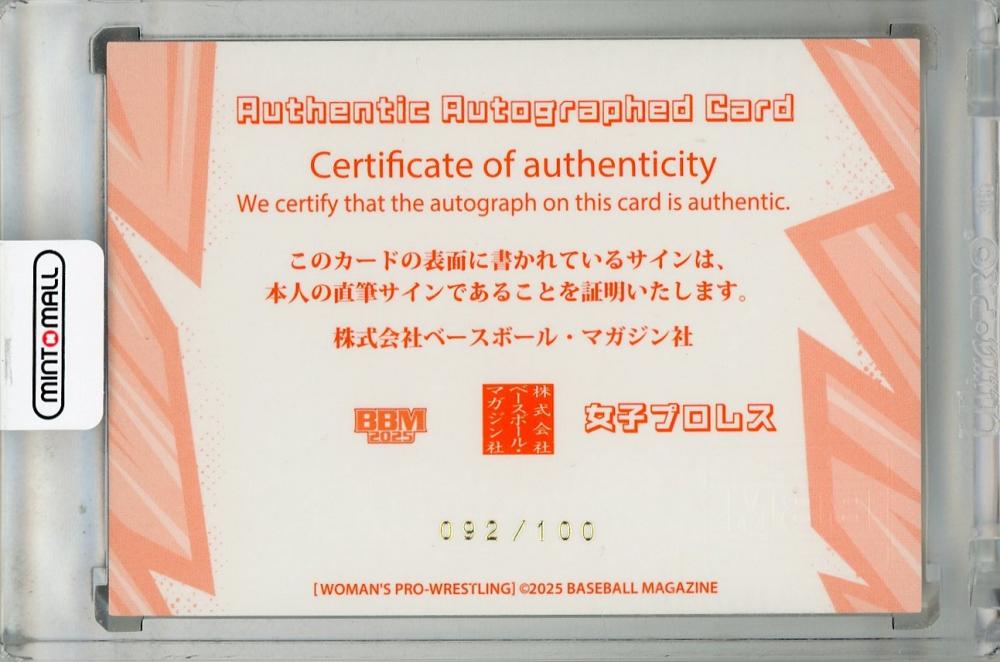 Authentic Autographed Card
Certificate of authenticity
We certify that the autograph on this card is authentic.
このカードの表面に書かれているサインは、
本人の直筆サインであることを証明いたします。
株式会社ベースボール・マガジン社
BBM
2025
株式会社
ベースボール・
マガジン社
女子プロレス
092/100
[WOMAN'S PRO-WRESTLING] ©2025 BASEBALL MAGAZINE
MINTOMALL